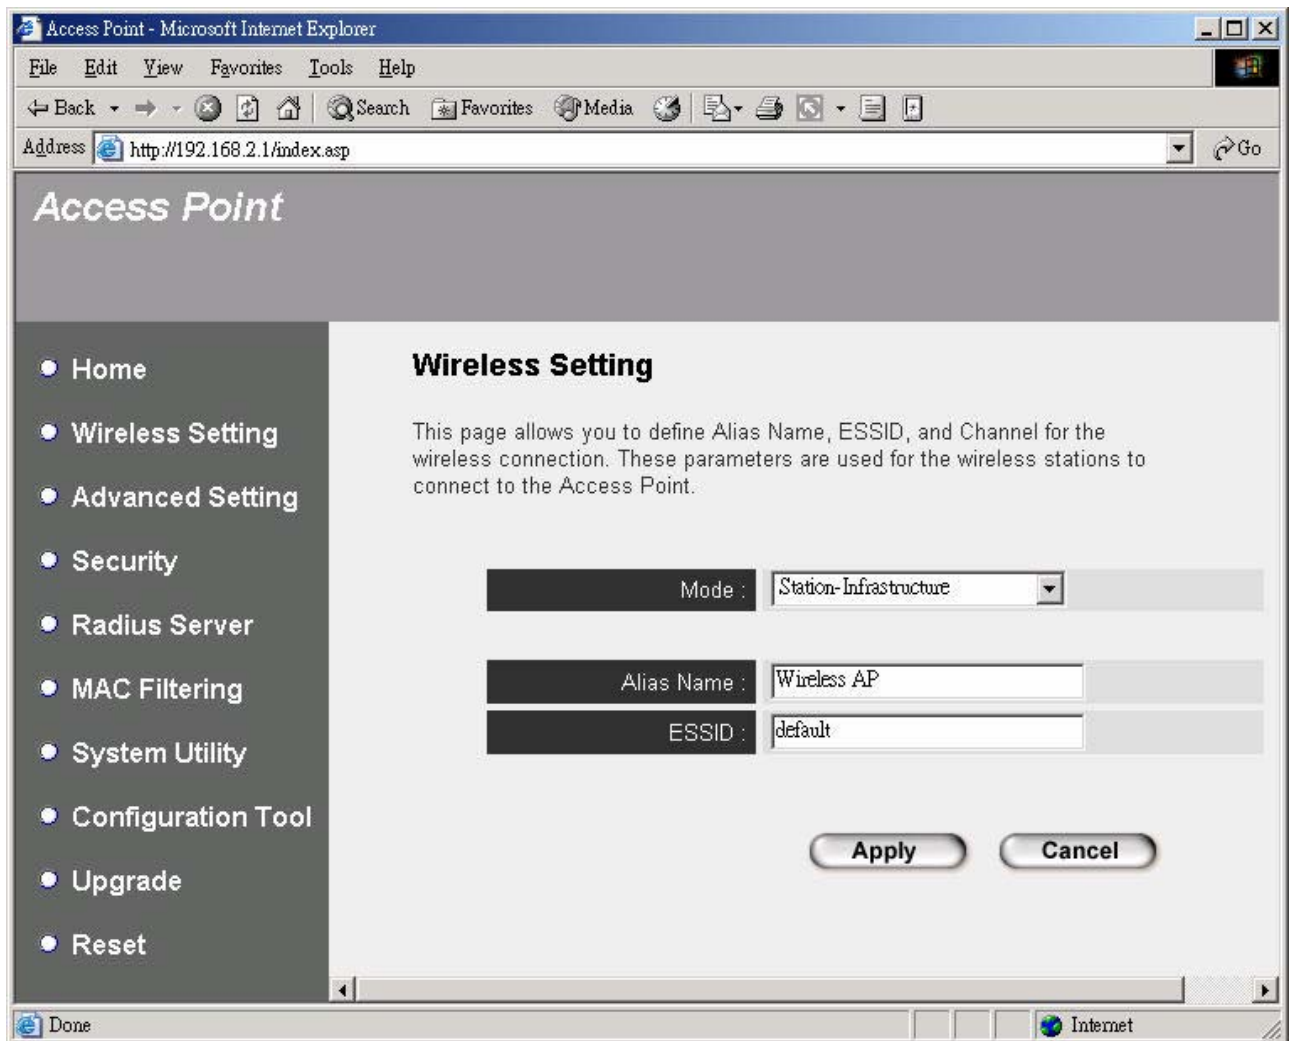 Access Point - Microsoft Internet Explorer
File Edit View Favorites Tools Help
Back Search Favorites Media
Address http://192.168.2.1/index.asp Go
Access Point
Home
Wireless Setting
Advanced Setting
Security
Radius Server
MAC Filtering
System Utility
Configuration Tool
Upgrade
Reset
Wireless Setting
This page allows you to define Alias Name, ESSID, and Channel for the
wireless connection. These parameters are used for the wireless stations to
connect to the Access Point.
Mode : Station-Infrastructure
Alias Name : Wireless AP
ESSID : default
Apply Cancel
Done Internet